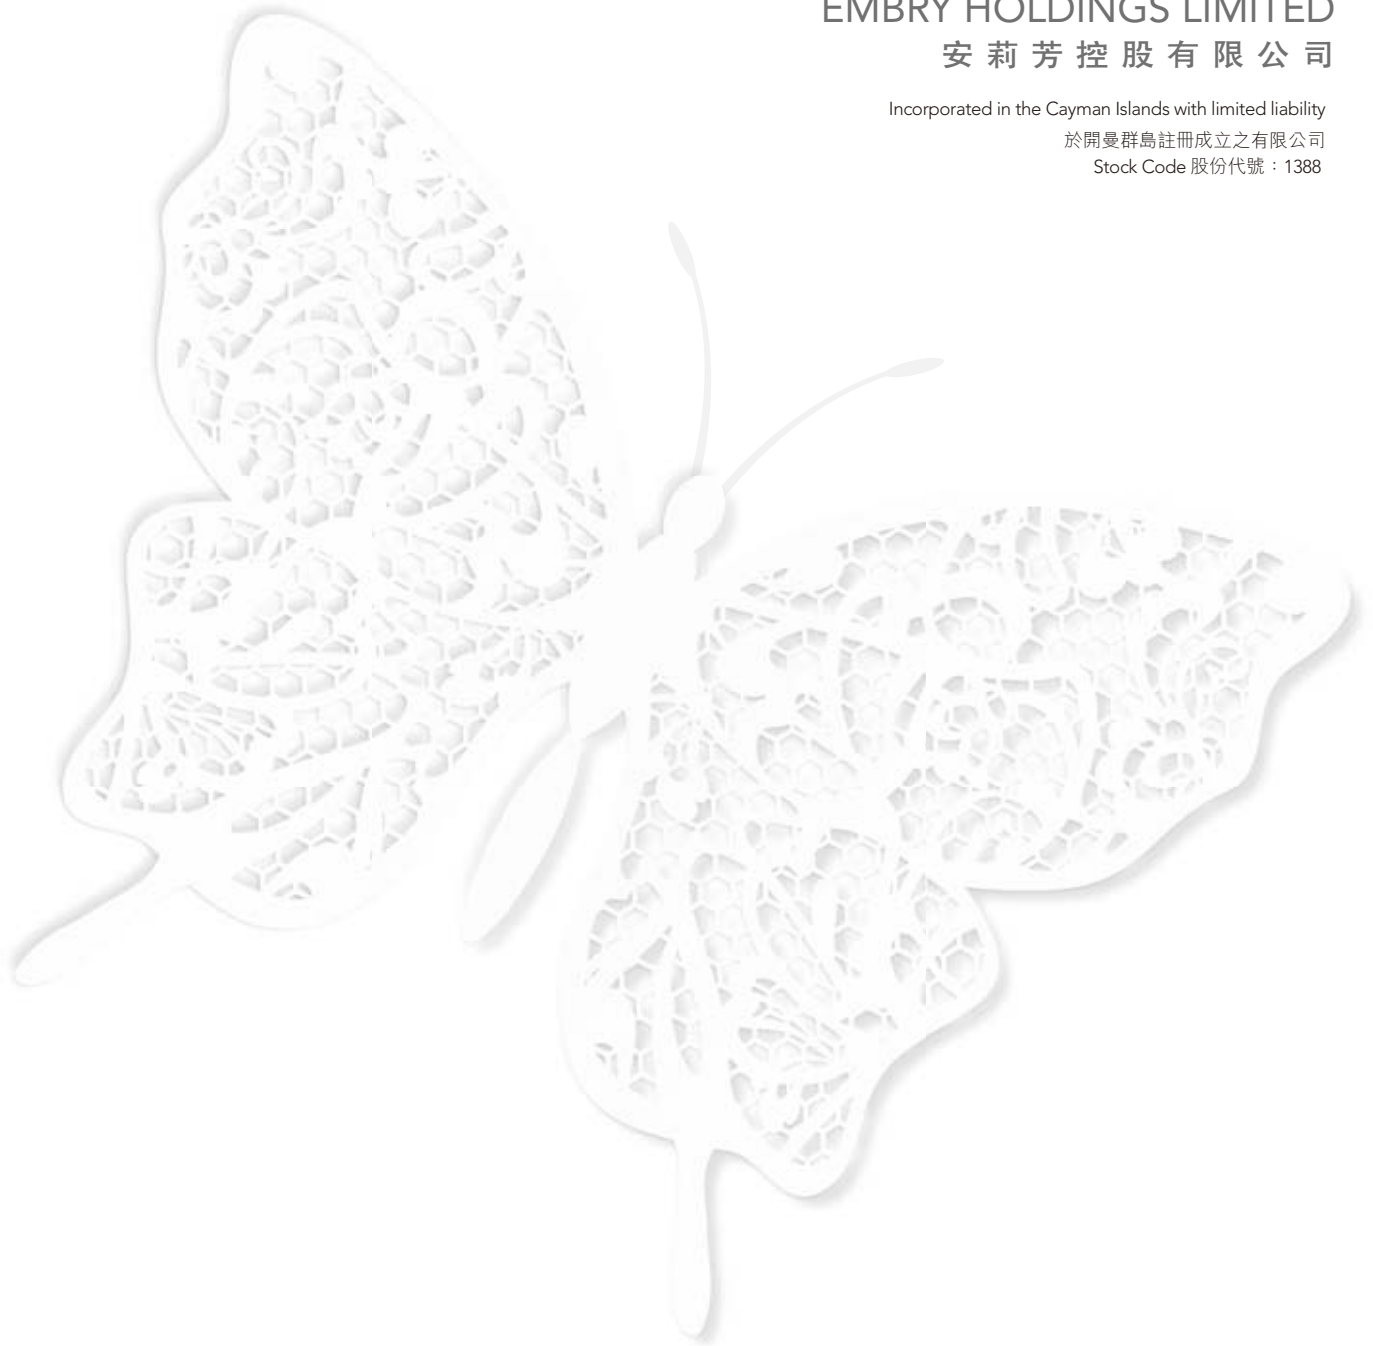 EMBRY HOLDINGS LIMITED
安莉芳控股有限公司
Incorporated in the Cayman Islands with limited liability
於開曼群島註冊成立之有限公司
Stock Code 股份代號：1388